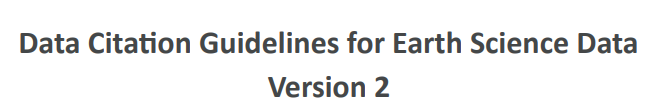 Data Citation Guidelines for Earth Science Data
Version 2